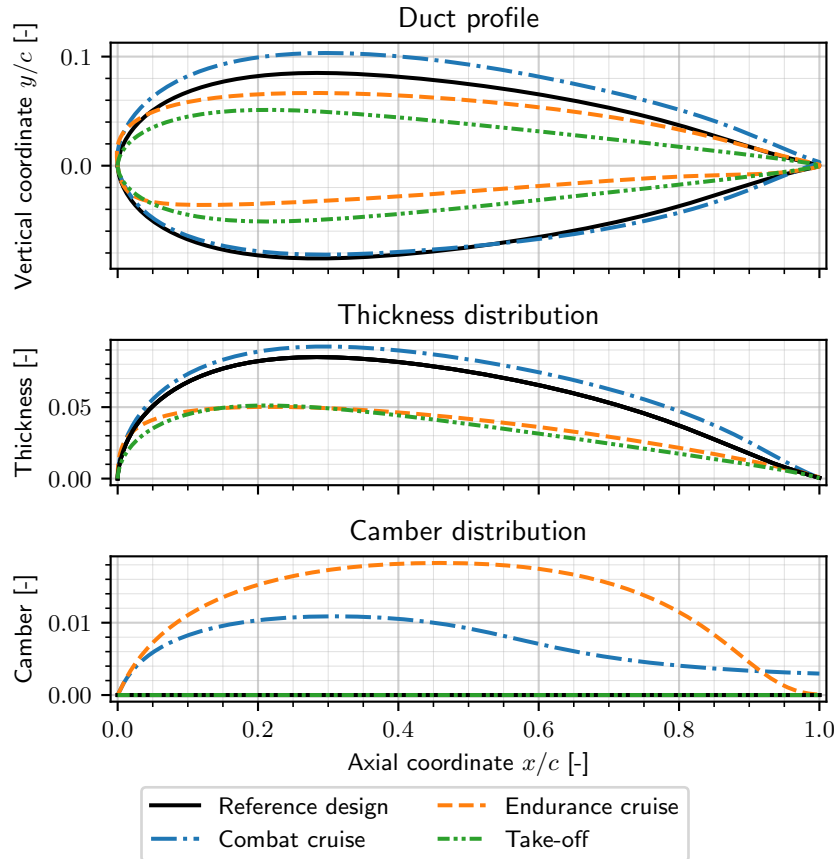 Duct profile
Vertical coordinate y/c [-]
0.1
0.0
Thickness distribution
Thickness [-]
0.05
0.00
Camber distribution
Camber [-]
0.01
0.00
0.0 0.2 0.4 0.6 0.8 1.0
Axial coordinate x/c [-]
Reference design Endurance cruise
Combat cruise Take-off